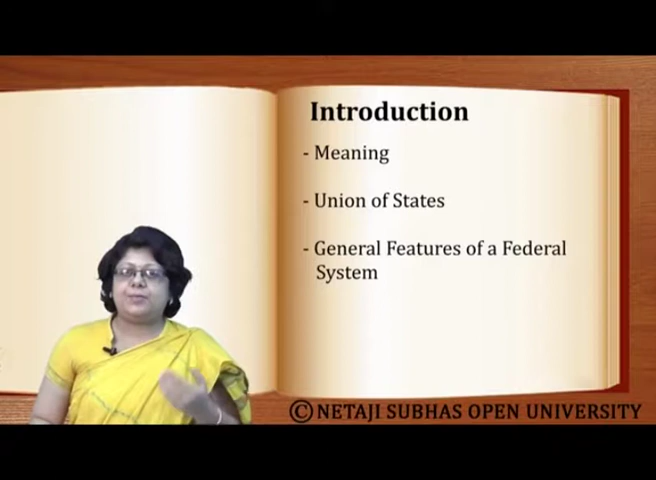 Introduction
- Meaning
- Union of States
- General Features of a Federal
System
© NETAJI SUBHAS OPEN UNIVERSITY